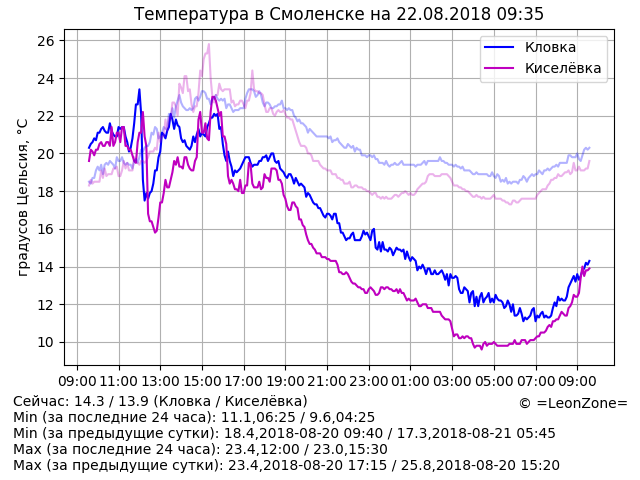 Температура в Смоленске на 22.08.2018 09:35
Кловка
Киселёвка
градусов Цельсия, °C
26
24
22
20
18
16
14
12
10
09:00 11:00 13:00 15:00 17:00 19:00 21:00 23:00 01:00 03:00 05:00 07:00 09:00
Сейчас: 14.3 / 13.9 (Кловка / Киселёвка)
© =LeonZone=
Min (за последние 24 часа): 11.1,06:25 / 9.6,04:25
Min (за предыдущие сутки): 18.4,2018-08-20 09:40 / 17.3,2018-08-21 05:45
Max (за последние 24 часа): 23.4,12:00 / 23.0,15:30
Max (за предыдущие сутки): 23.4,2018-08-20 17:15 / 25.8,2018-08-20 15:20